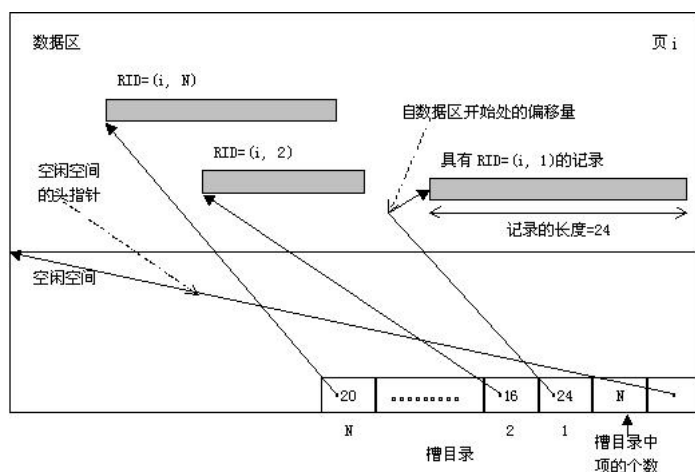 数据区
页i
RID=(i, N)
自数据区开始处的偏移量
RID=(i, 2)
具有 RID=(i, 1)的记录
空闲空间
的头指针
记录的长度=24
空闲空间
20
.........
16
24
N
N
2
1
槽目录
槽目录中
项的个数